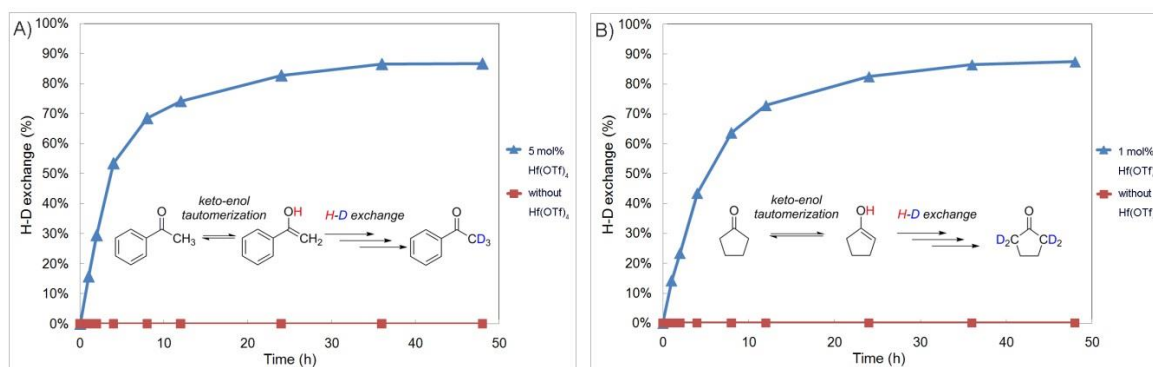 A)
H-D exchange (%)
100%
90%
80%
70%
60%
50%
40%
30%
20%
10%
0%
0 10 20 30 40 50
Time (h)
5 mol%
Hf(OTf)4
without
Hf(OTf)4
keto-enol
tautomerization
H-D exchange
O
CH3
OH
CH2
O
CD3
B)
H-D exchange (%)
100%
90%
80%
70%
60%
50%
40%
30%
20%
10%
0%
0 10 20 30 40 50
Time (h)
1 mol%
Hf(OTf)
without
Hf(OTf)
keto-enol
tautomerization
H-D exchange
O
OH
O
D2 D2